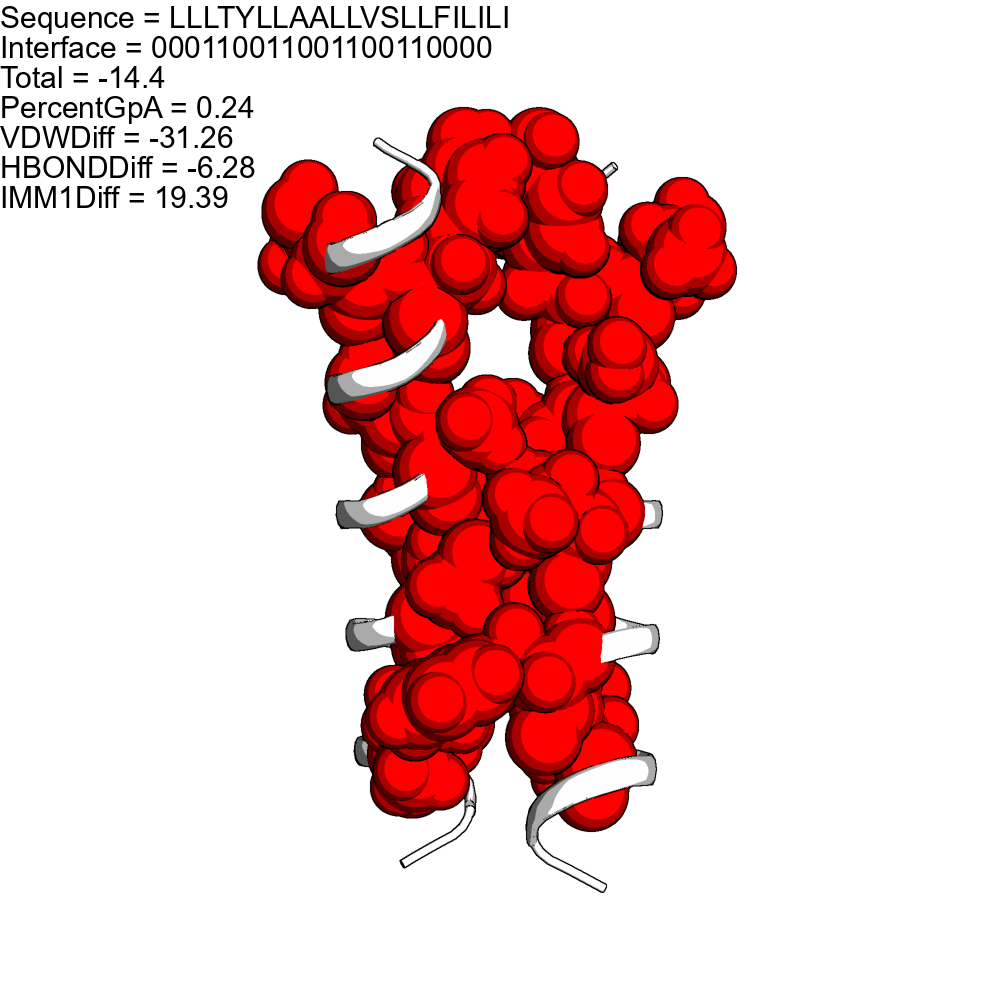 Sequence = LLLTYLLAALLVSLLFILILI
Interface = 000110011001100110000
Total = -14.4
PercentGpA = 0.24
VDWDiff = -31.26
HBONDDiff = -6.28
IMM1Diff = 19.39